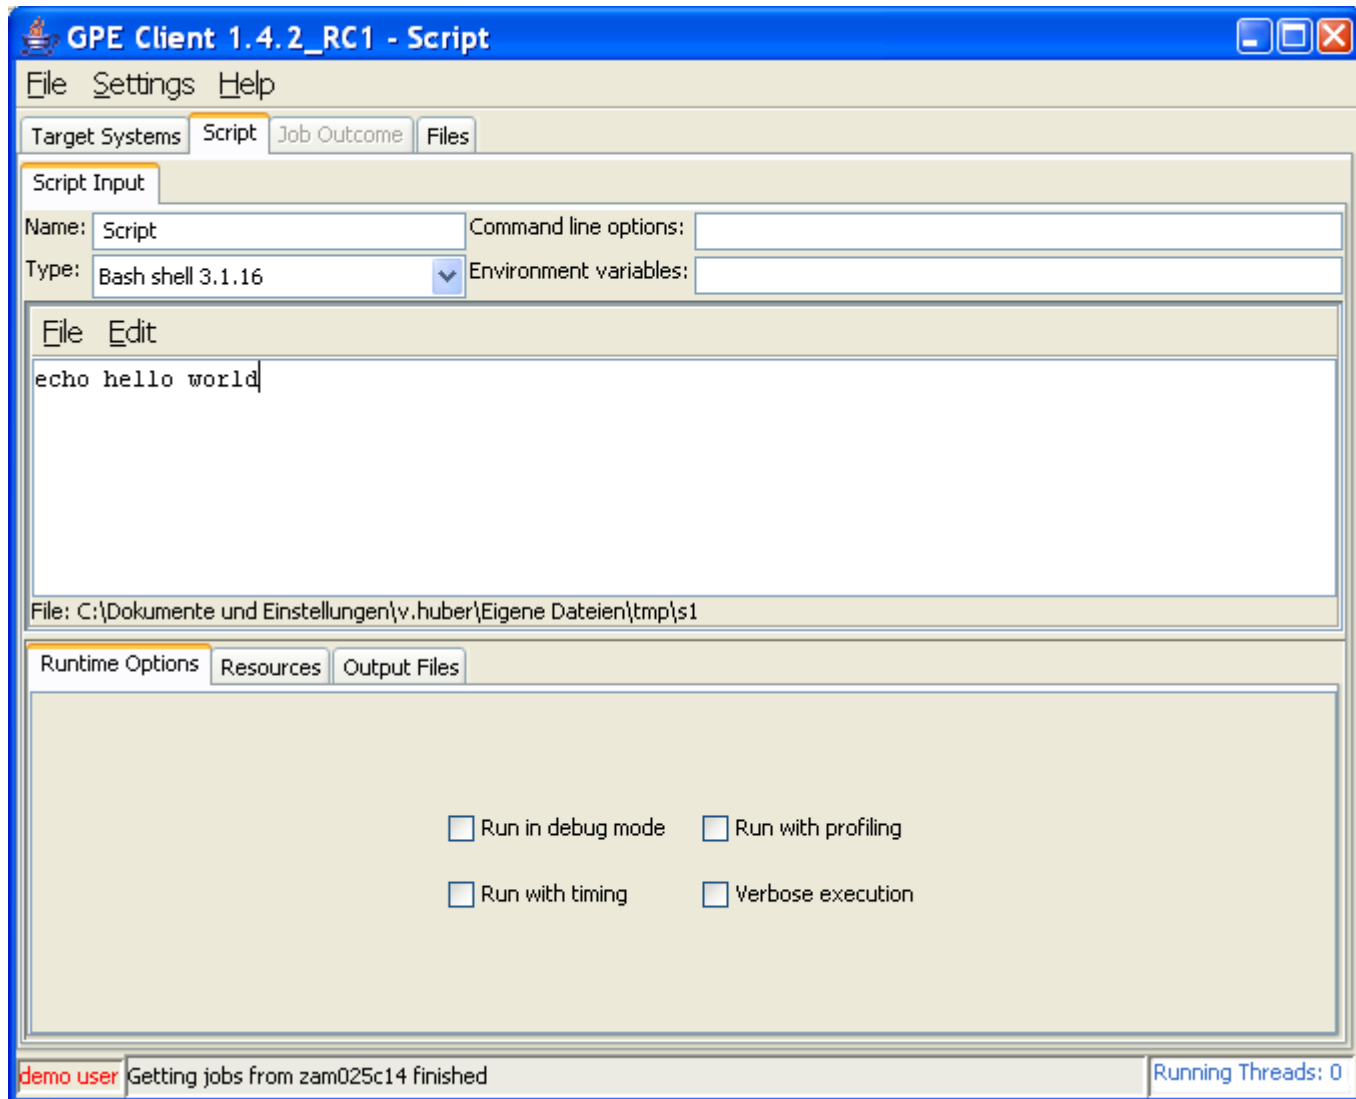 GPE Client 1.4.2_RC1 - Script
File Settings Help
Target Systems Script Job Outcome Files
Script Input
Name: Script Command line options:
Type: Bash shell 3.1.16 Environment variables:
File Edit
echo hello world
File: C:\Dokumente und Einstellungen\v.huber\Eigene Dateien\tmp\s1
Runtime Options Resources Output Files
Run in debug mode Run with profiling
Run with timing Verbose execution
demo user Getting jobs from zam025c14 finished Running Threads: 0